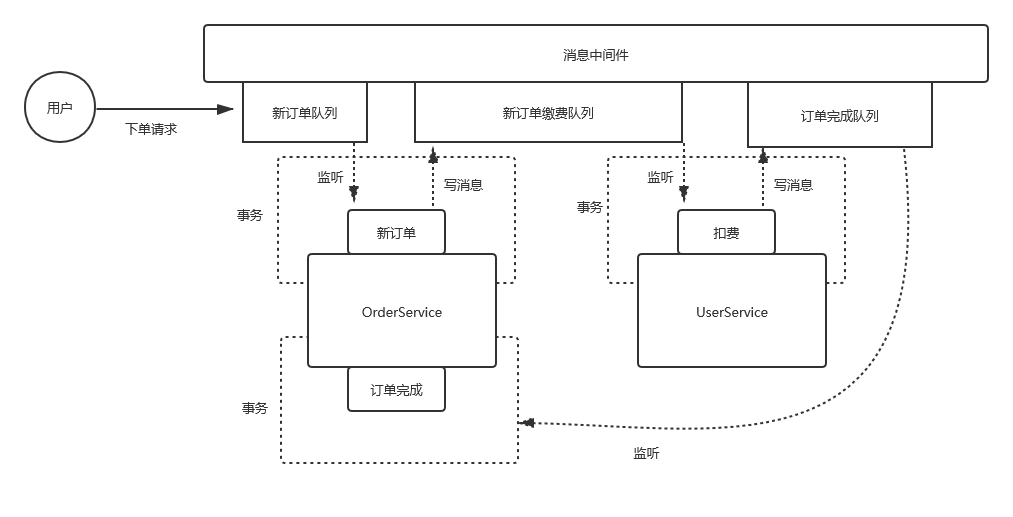 消息中间件
用户
下单请求
新订单队列
新订单缴费队列
订单完成队列
监听
写消息
监听
写消息
事务
事务
新订单
扣费
OrderService
UserService
订单完成
事务
监听